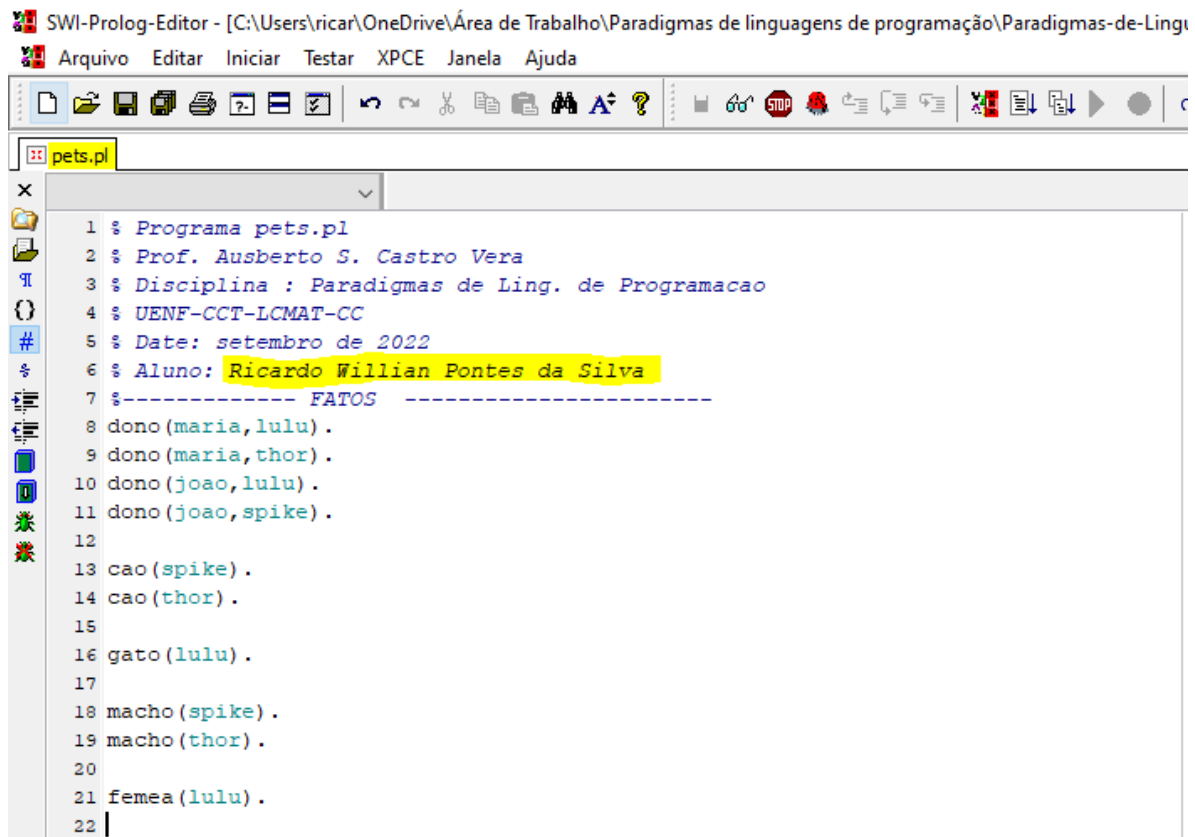 SWI-Prolog-Editor - [C:\Users\ricar\OneDrive\Área de Trabalho\Paradigmas de linguagens de programação\Paradigmas-de-Lingu
Arquivo Editar Iniciar Testar XPCE Janela Ajuda
pets.pl
1 % Programa pets.pl
2 % Prof. Ausberto S. Castro Vera
3 % Disciplina : Paradigmas de Ling. de Programacao
4 % UENF-CCT-LCMAT-CC
5 % Date: setembro de 2022
6 % Aluno: Ricardo Willian Pontes da Silva
7 %------------- FATOS -----------------------
8 dono(maria,lulu).
9 dono(maria,thor).
10 dono(joao,lulu).
11 dono(joao,spike).
12
13 cao(spike).
14 cao(thor).
15
16 gato(lulu).
17
18 macho(spike).
19 macho(thor).
20
21 femea(lulu).
22